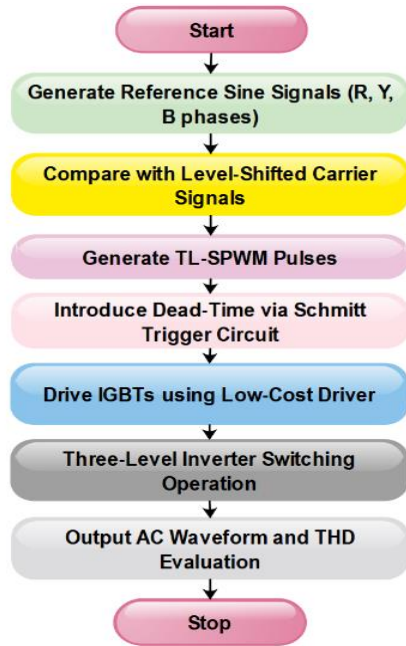 Start
Generate Reference Sine Signals (R, Y,
B phases)
Compare with Level-Shifted Carrier
Signals
Generate TL-SPWM Pulses
Introduce Dead-Time via Schmitt
Trigger Circuit
Drive IGBTs using Low-Cost Driver
Three-Level Inverter Switching
Operation
Output AC Waveform and THD
Evaluation
Stop